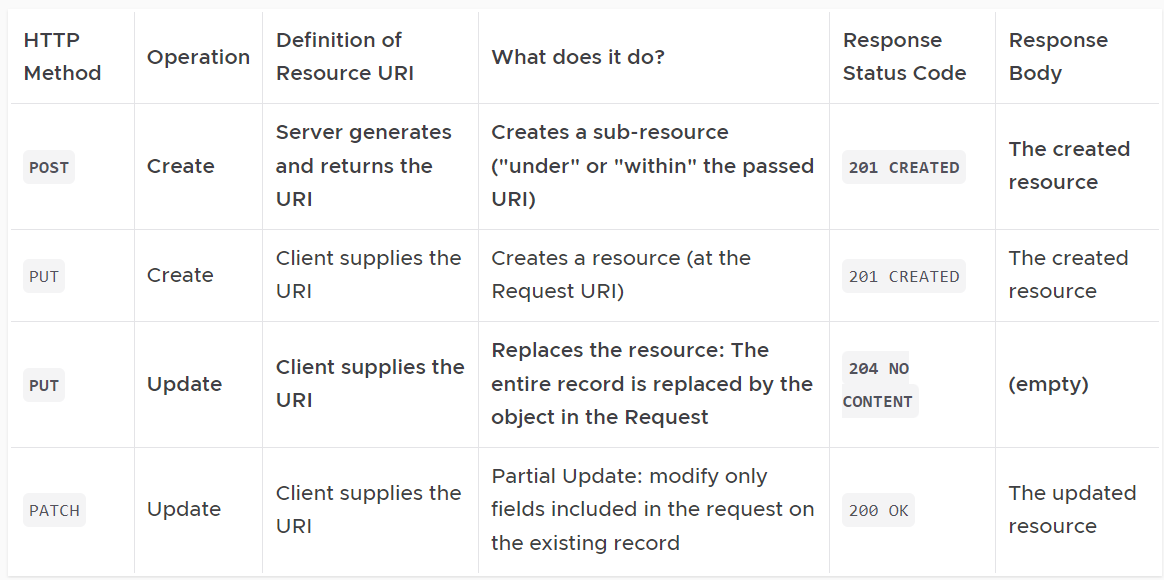 HTTP Method
Operation
Definition of Resource URI
What does it do?
Response Status Code
Response Body
POST
Create
Server generates and returns the URI
Creates a sub-resource ("under" or "within" the passed URI)
201 CREATED
The created resource
PUT
Create
Client supplies the URI
Creates a resource (at the Request URI)
201 CREATED
The created resource
PUT
Update
Client supplies the URI
Replaces the resource: The entire record is replaced by the object in the Request
204 NO CONTENT
(empty)
PATCH
Update
Client supplies the URI
Partial Update: modify only fields included in the request on the existing record
200 OK
The updated resource